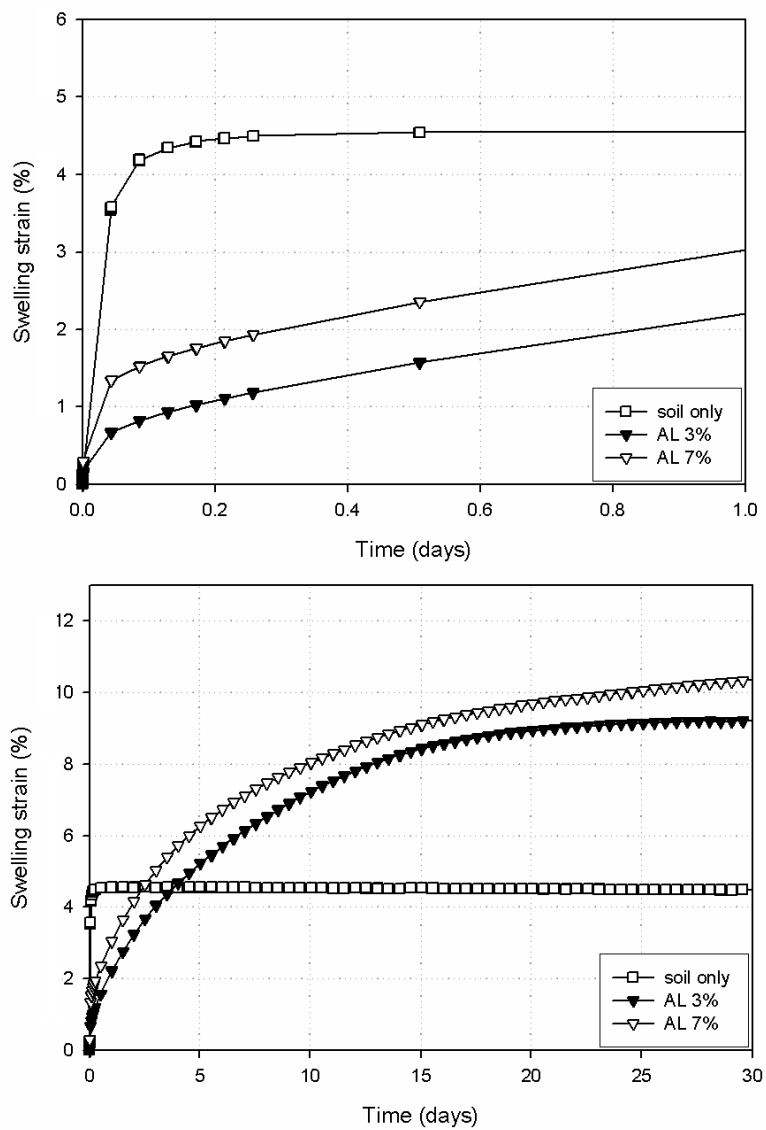 6
5
4
3
2
1
0
Swelling strain (%)
0.0 0.2 0.4 0.6 0.8 1.0
Time (days)
soil only
AL 3%
AL 7%
12
10
8
6
4
2
0
Swelling strain (%)
0 5 10 15 20 25 30
Time (days)
soil only
AL 3%
AL 7%